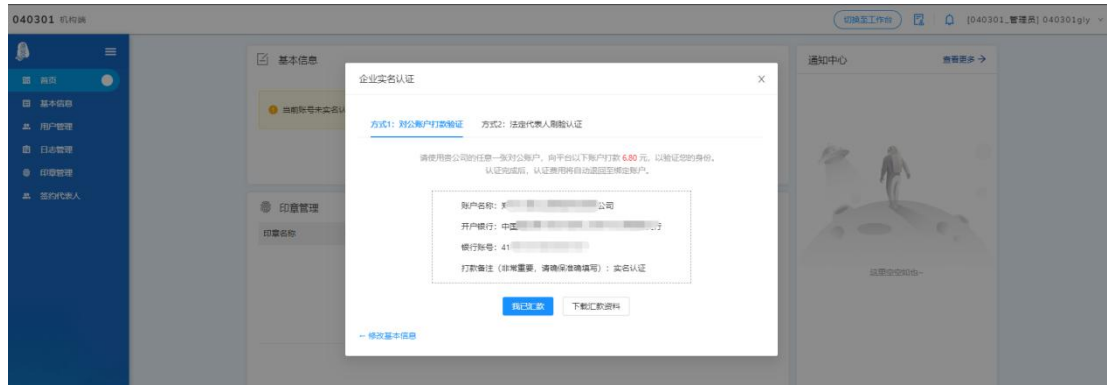 040301 机构端
切换至工作台
[040301_管理员] 040301gly
首页
基本信息
用户管理
日志管理
印章管理
签约代表人
基本信息
当前账号未实名认
印章管理
印章名称
企业实名认证
方式1：对公账户打款验证
方式2：法定代表人刷脸认证
请使用贵公司的任意一张对公账户，向平台以下账户打款 6.80 元，以验证您的身份。
认证完成后，认证费用将自动退回至绑定账户。
账户名称：
公司
开户银行：中国
行
银行账号：41
打款备注（非常重要，请确保准确填写）：实名认证
我已汇款
下载汇款资料
← 修改基本信息
通知中心
查看更多 →
这里空空如也~